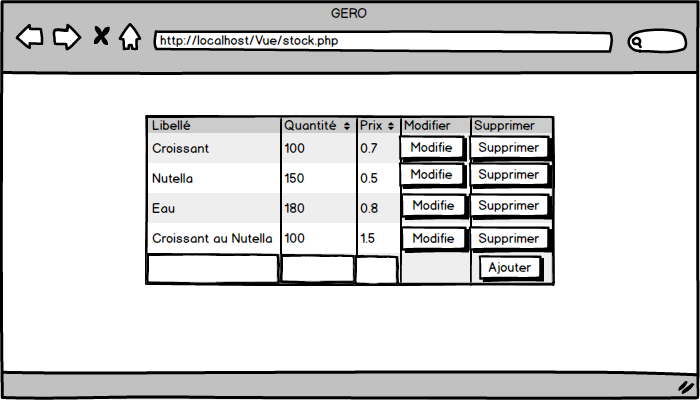 GERO
http://localhost/Vue/stock.php
Libellé Quantité Prix Modifier Supprimer
Croissant 100 0.7 Modifie Supprimer
Nutella 150 0.5 Modifie Supprimer
Eau 180 0.8 Modifie Supprimer
Croissant au Nutella 100 1.5 Modifie Supprimer
Ajouter